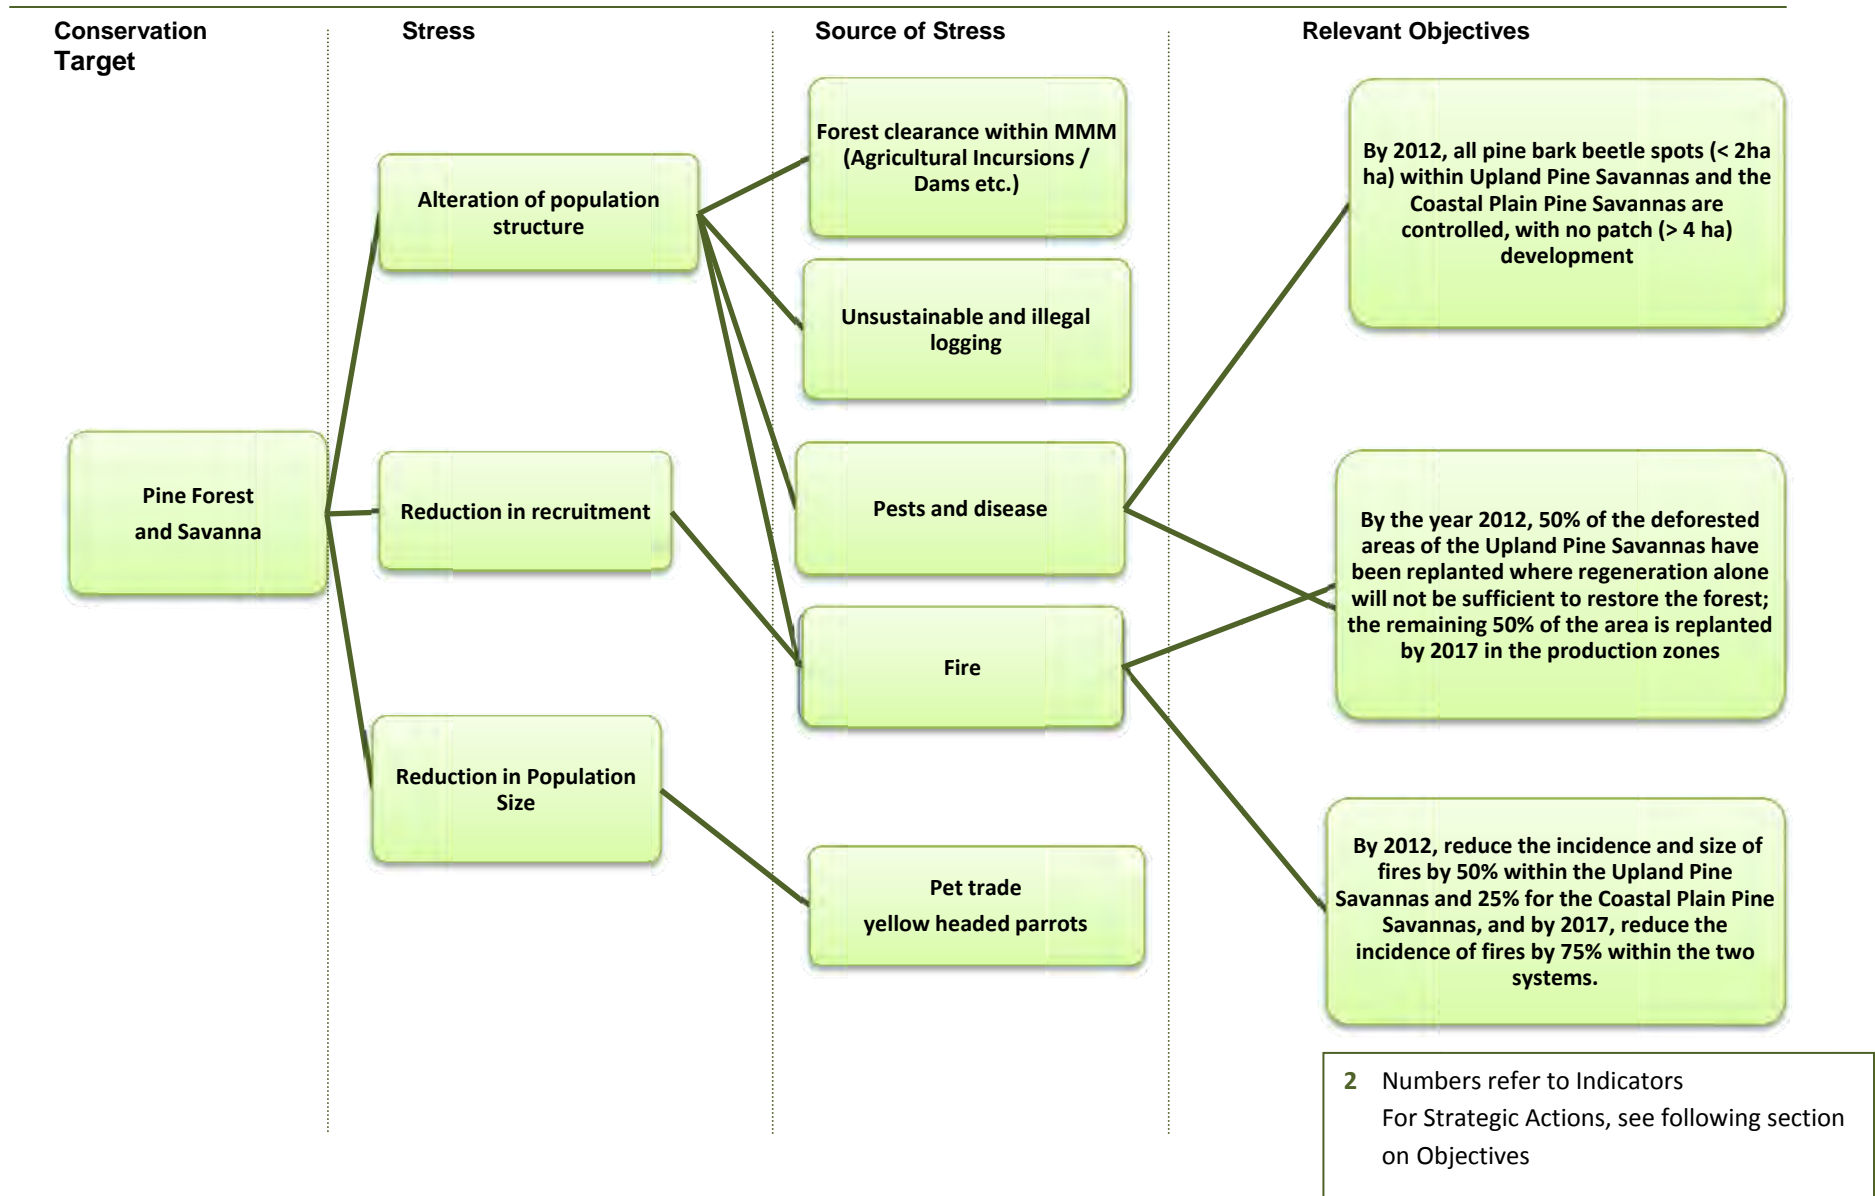 Conservation
Target
Stress
Source of Stress
Relevant Objectives
Pine Forest
and Savanna
Alteration of population
structure
Reduction in recruitment
Reduction in Population
Size
Forest clearance within MMM
(Agricultural Incursions /
Dams etc.)
Unsustainable and illegal
logging
Pests and disease
Fire
Pet trade
yellow headed parrots
By 2012, all pine bark beetle spots (< 2ha
ha) within Upland Pine Savannas and the
Coastal Plain Pine Savannas are
controlled, with no patch (> 4 ha)
development
By the year 2012, 50% of the deforested
areas of the Upland Pine Savannas have
been replanted where regeneration alone
will not be sufficient to restore the forest;
the remaining 50% of the area is replanted
by 2017 in the production zones
By 2012, reduce the incidence and size of
fires by 50% within the Upland Pine
Savannas and 25% for the Coastal Plain Pine
Savannas, and by 2017, reduce the
incidence of fires by 75% within the two
systems.
2 Numbers refer to Indicators
For Strategic Actions, see following section
on Objectives